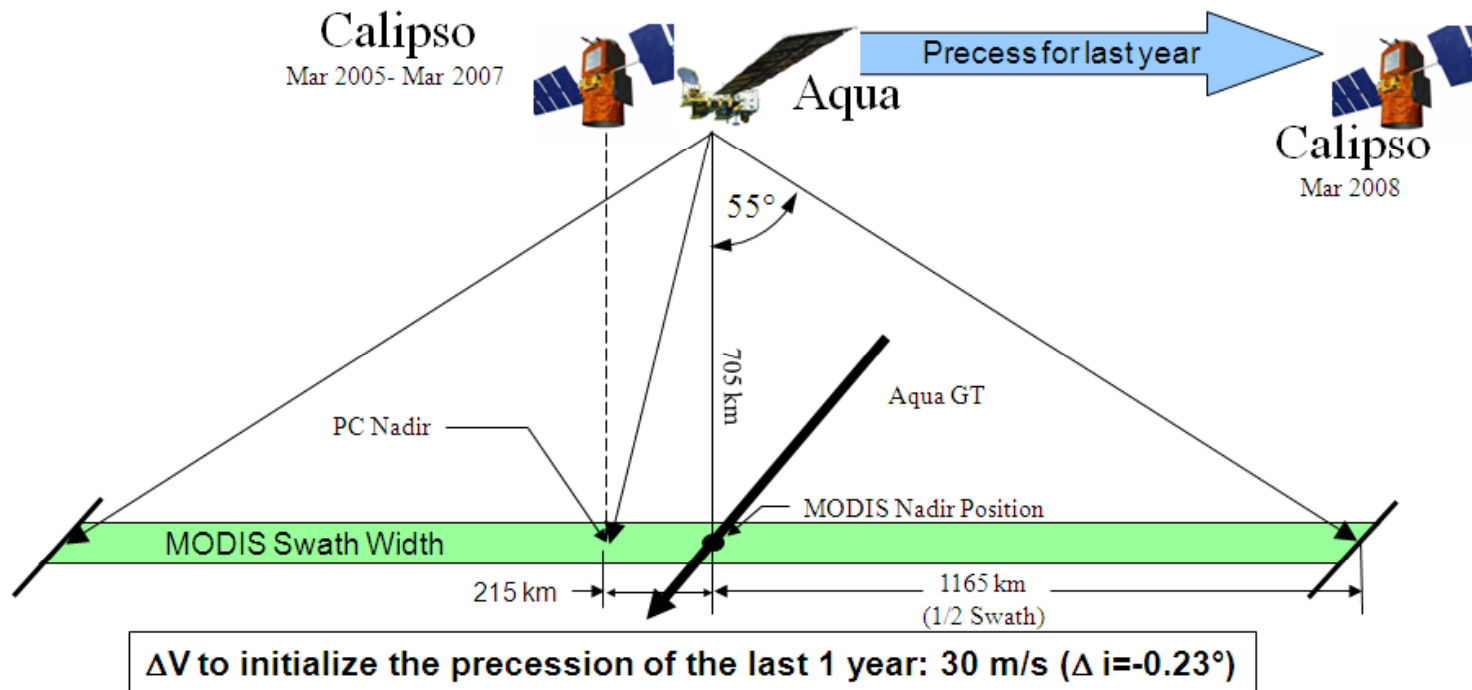 Calipso
Mar 2005- Mar 2007
Aqua
Precess for last year
Calipso
Mar 2008
55°
705 km
Aqua GT
PC Nadir
MODIS Nadir Position
MODIS Swath Width
215 km
1165 km
(1/2 Swath)
ΔV to initialize the precession of the last 1 year: 30 m/s (Δ i=-0.23°)